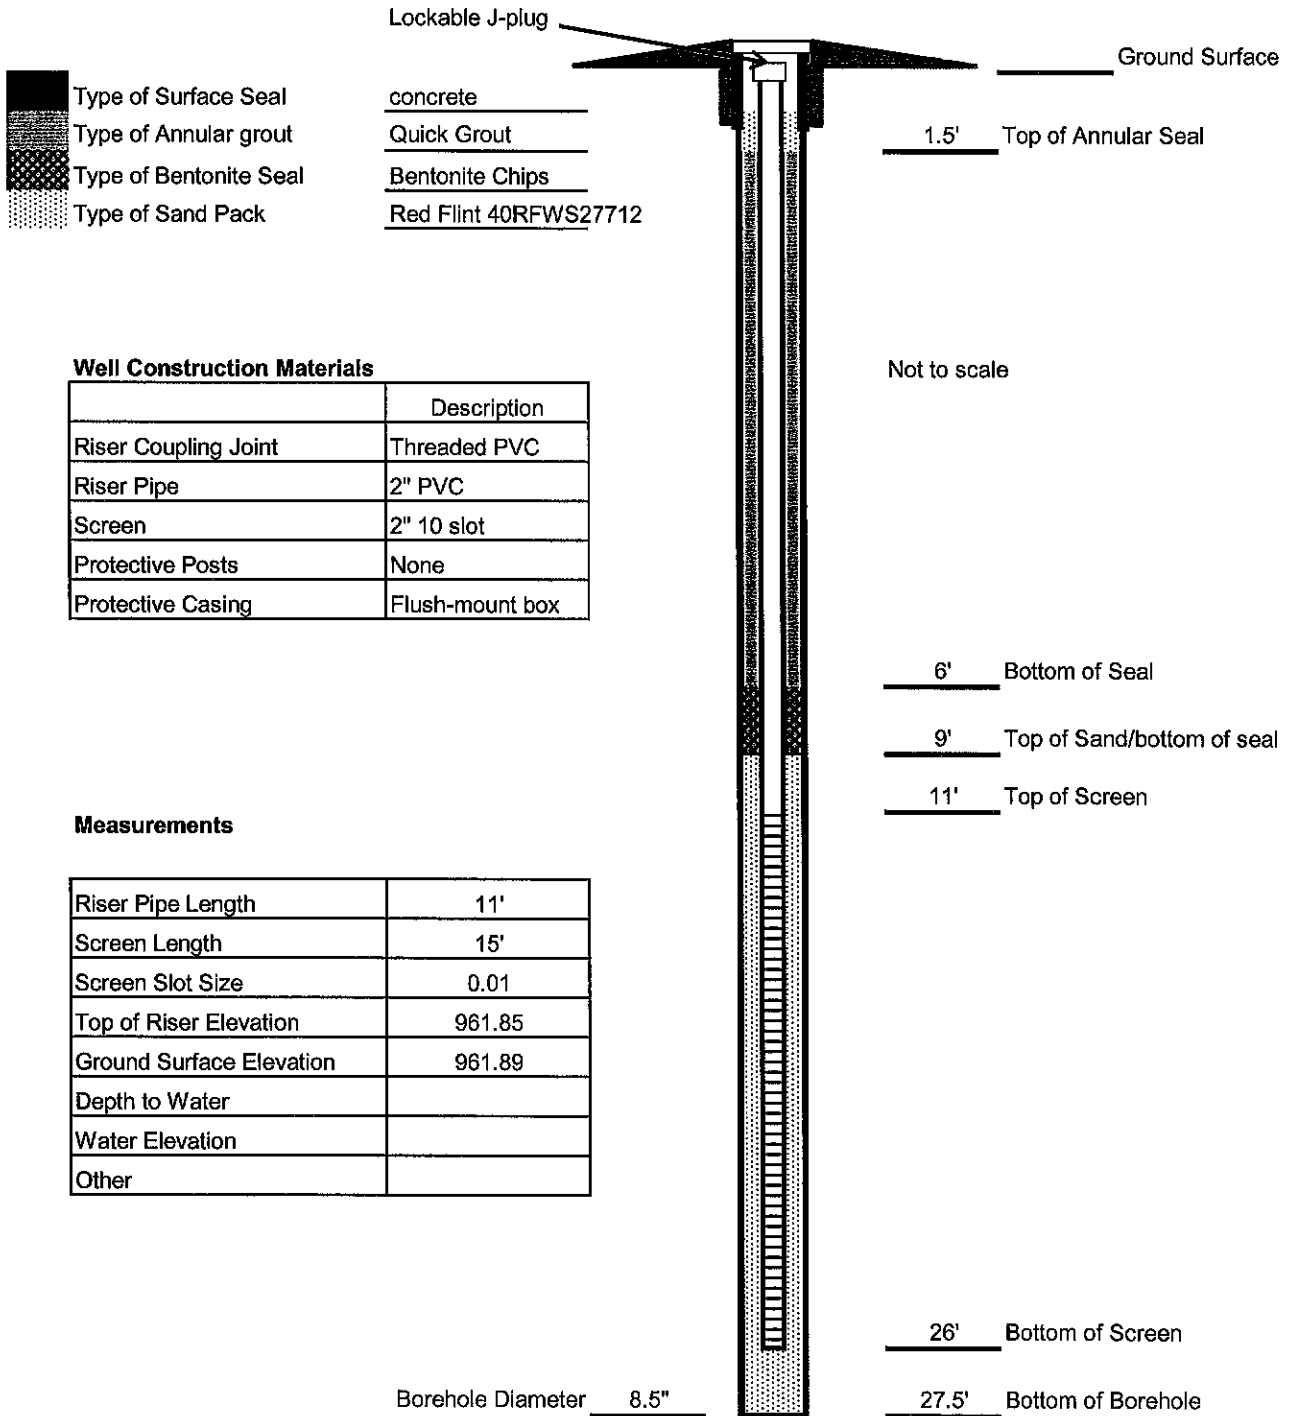 Lockable J-plug
Ground Surface
Type of Surface Seal concrete
Type of Annular grout Quick Grout
1.5' Top of Annular Seal
Type of Bentonite Seal Bentonite Chips
Type of Sand Pack Red Flint 40RFWS27712
Well Construction Materials
Not to scale
Description
Riser Coupling Joint Threaded PVC
Riser Pipe 2" PVC
Screen 2" 10 slot
Protective Posts None
Protective Casing Flush-mount box
6' Bottom of Seal
9' Top of Sand/bottom of seal
11' Top of Screen
Measurements
Riser Pipe Length 11'
Screen Length 15'
Screen Slot Size 0.01
Top of Riser Elevation 961.85
Ground Surface Elevation 961.89
Depth to Water
Water Elevation
Other
26' Bottom of Screen
Borehole Diameter 8.5"
27.5' Bottom of Borehole